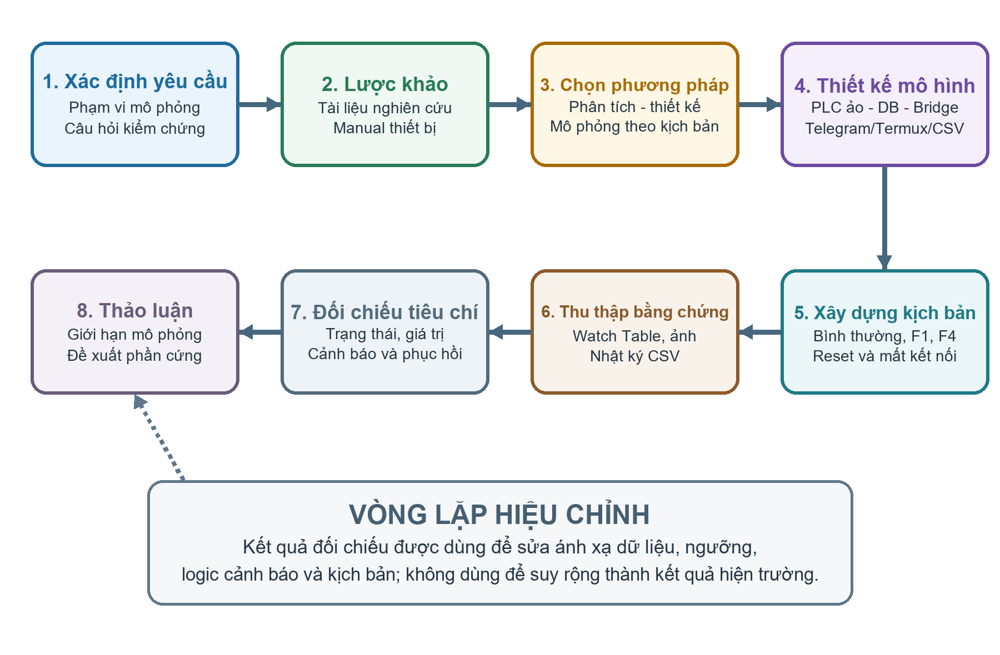 1. Xác định yêu cầu
Phạm vi mô phỏng
Câu hỏi kiểm chứng
2. Lược khảo
Tài liệu nghiên cứu
Manual thiết bị
3. Chọn phương pháp
Phân tích - thiết kế
Mô phỏng theo kịch bản
4. Thiết kế mô hình
PLC ảo - DB - Bridge
Telegram/Termux/CSV
5. Xây dựng kịch bản
Bình thường, F1, F4
Reset và mất kết nối
6. Thu thập bằng chứng
Watch Table, ảnh
Nhật ký CSV
7. Đối chiếu tiêu chí
Trạng thái, giá trị
Cảnh báo và phục hồi
8. Thảo luận
Giới hạn mô phỏng
Đề xuất phần cứng
VÒNG LẶP HIỆU CHỈNH
Kết quả đối chiếu được dùng để sửa ánh xạ dữ liệu, ngưỡng,
logic cảnh báo và kịch bản; không dùng để suy rộng thành kết quả hiện trường.